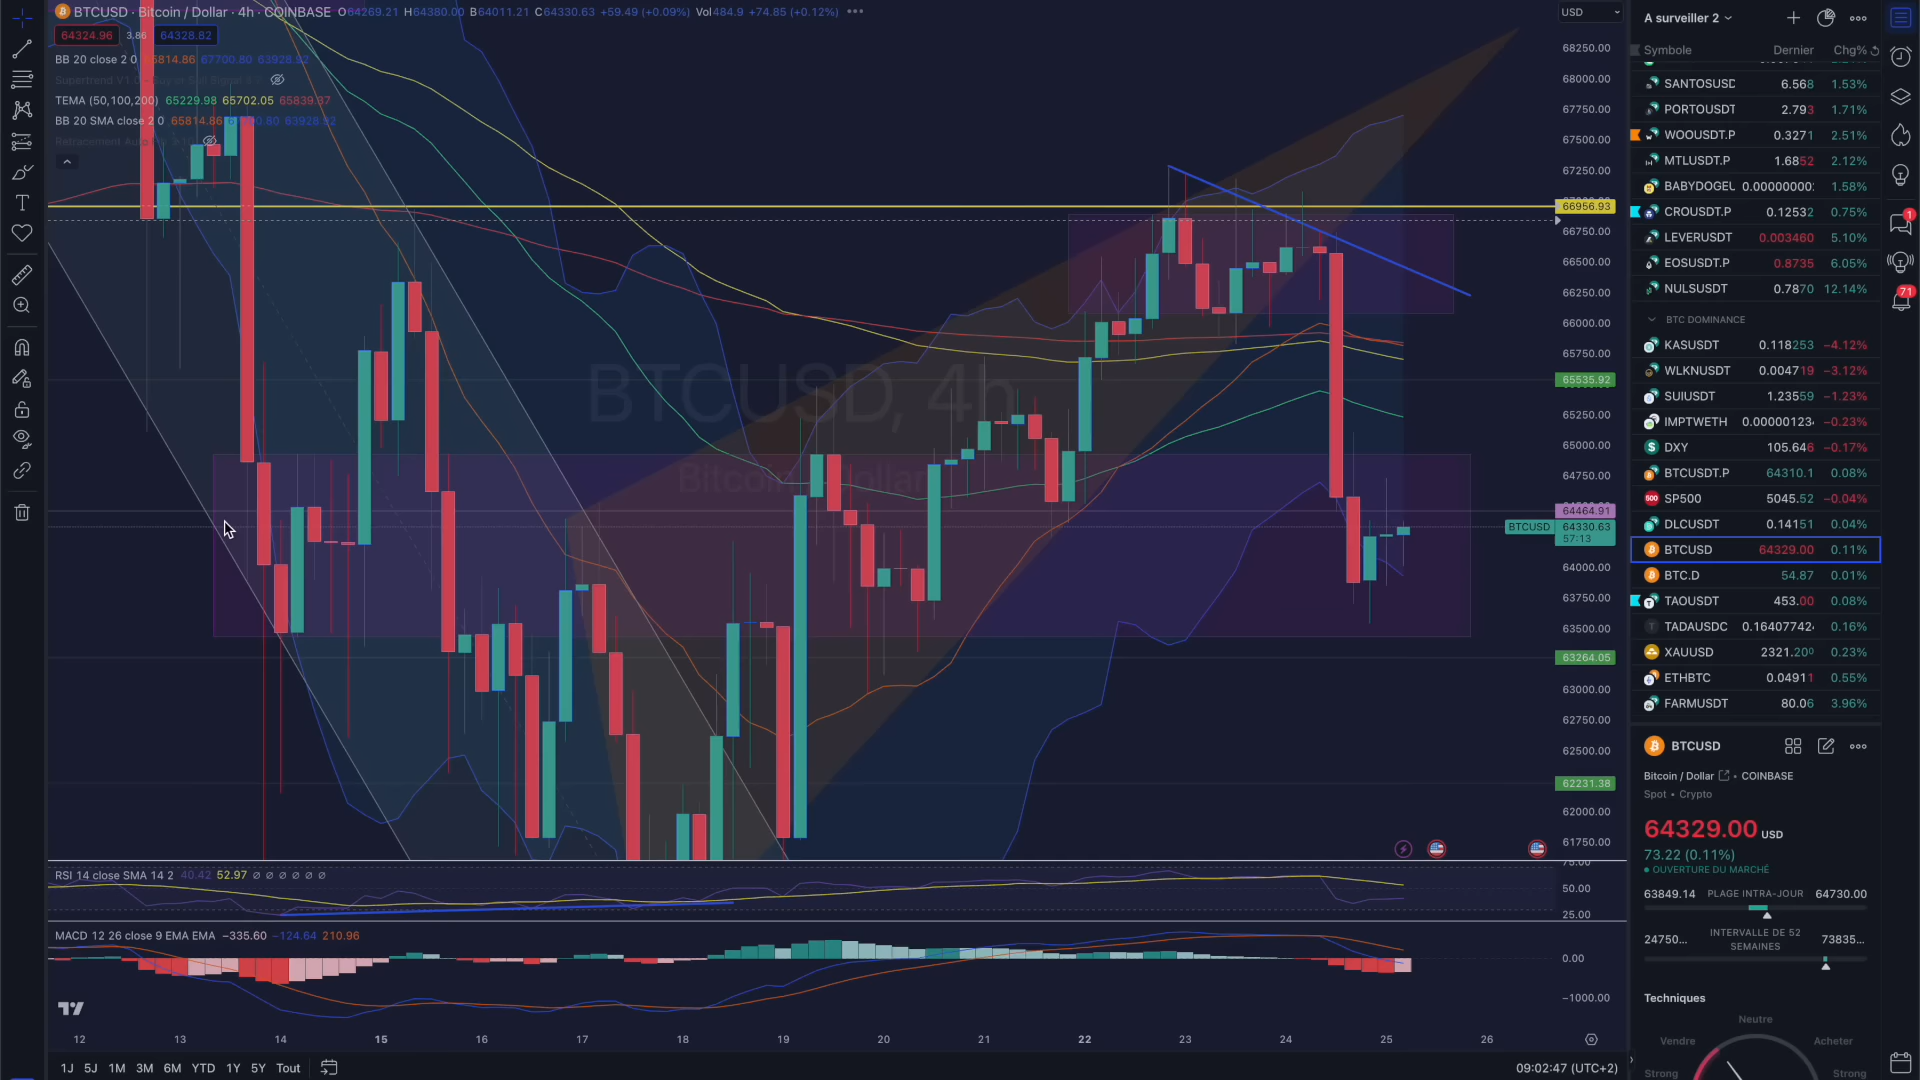 BTCUSD · Bitcoin / Dollar · 4h · COINBASE O64269.21 H64380.00 B64011.21 C64330.63 +59.49 (+0.09%) Vol484.9 +74.85 (+0.12%)
64324.96 3.86 64328.82
BB 20 close 2 0 65814.86 67700.80 63928.92
TEMA (50,100,200) 65229.98 65702.05 65839.37
BB 20 SMA close 2 0 65814.86
BTCUSD, 4h
Bitcoin / Dollar
USD
68250.00
68000.00
67750.00
67500.00
67250.00
66956.93
66750.00
66500.00
66250.00
66000.00
65750.00
65535.92
65250.00
65000.00
64750.00
64464.91
BTCUSD 64330.63
57:13
64000.00
63750.00
63500.00
63264.05
63000.00
62750.00
62500.00
62231.38
62000.00
61750.00
RSI 14 close SMA 14 2 40.42 52.97 ∅ ∅ ∅ ∅ ∅ ∅
75.00
50.00
25.00
MACD 12 26 close 9 EMA EMA −335.60 −124.64 210.96
0.00
−1000.00
12 13 14 15 16 17 18 19 20 21 22 23 24 25 26
1J 5J 1M 3M 6M YTD 1Y 5Y Tout
09:02:47 (UTC+2)
A surveiller 2
Symbole Dernier Chg%
SANTOSUSD 6.568 1.53%
PORTOUSDT 2.793 1.71%
WOOUSDT.P 0.3271 2.51%
MTLUSDT.P 1.6852 2.12%
BABYDOGEU 0.000000002 1.58%
CROUSDT.P 0.12532 0.75%
LEVERUSDT 0.003460 5.10%
EOSUSDT.P 0.8735 6.05%
NULSUSDT 0.7870 12.14%
BTC DOMINANCE
KASUSDT 0.118253 −4.12%
WLKNUSDT 0.004719 −3.12%
SUIUSDT 1.23559 −1.23%
IMPTWETH 0.00000123 −0.23%
DXY 105.646 −0.17%
BTCUSDT.P 64310.1 0.08%
SP500 5045.52 −0.04%
DLCUSDT 0.14151 0.04%
BTCUSD 64329.00 0.11%
BTC.D 54.87 0.01%
TAOUSDT 453.00 0.08%
TADAUSDC 0.16407742 0.16%
XAUUSD 2321.200 0.23%
ETHBTC 0.04911 0.55%
FARMUSDT 80.06 3.96%
BTCUSD
Bitcoin / Dollar • COINBASE
Spot • Crypto
64329.00 USD
73.22 (0.11%)
OUVERTURE DU MARCHÉ
63849.14 PLAGE INTRA-JOUR 64730.00
24750... INTERVALLE DE 52 SEMAINES 73835...
Techniques
Neutre
Vendre Acheter
Strong Strong
1
71